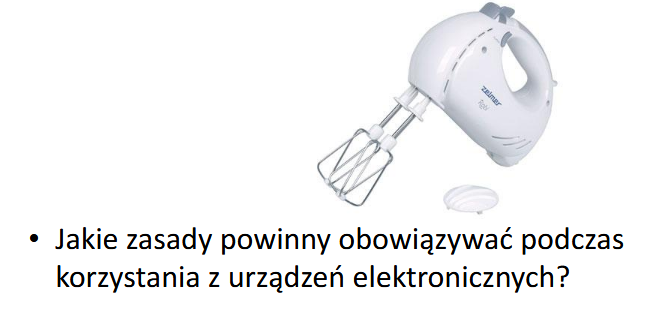 zelmer
• Jakie zasady powinny obowiązywać podczas
korzystania z urządzeń elektronicznych?